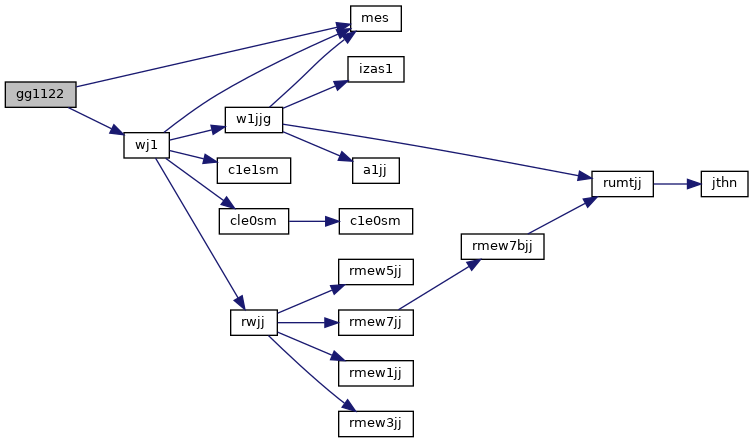 mes
izas1
gg1122
w1jjg
wj1
c1e1sm
a1jj
rumtjj
jthn
cle0sm
c1e0sm
rmew7bjj
rmew5jj
rwjj
rmew7jj
rmew1jj
rmew3jj